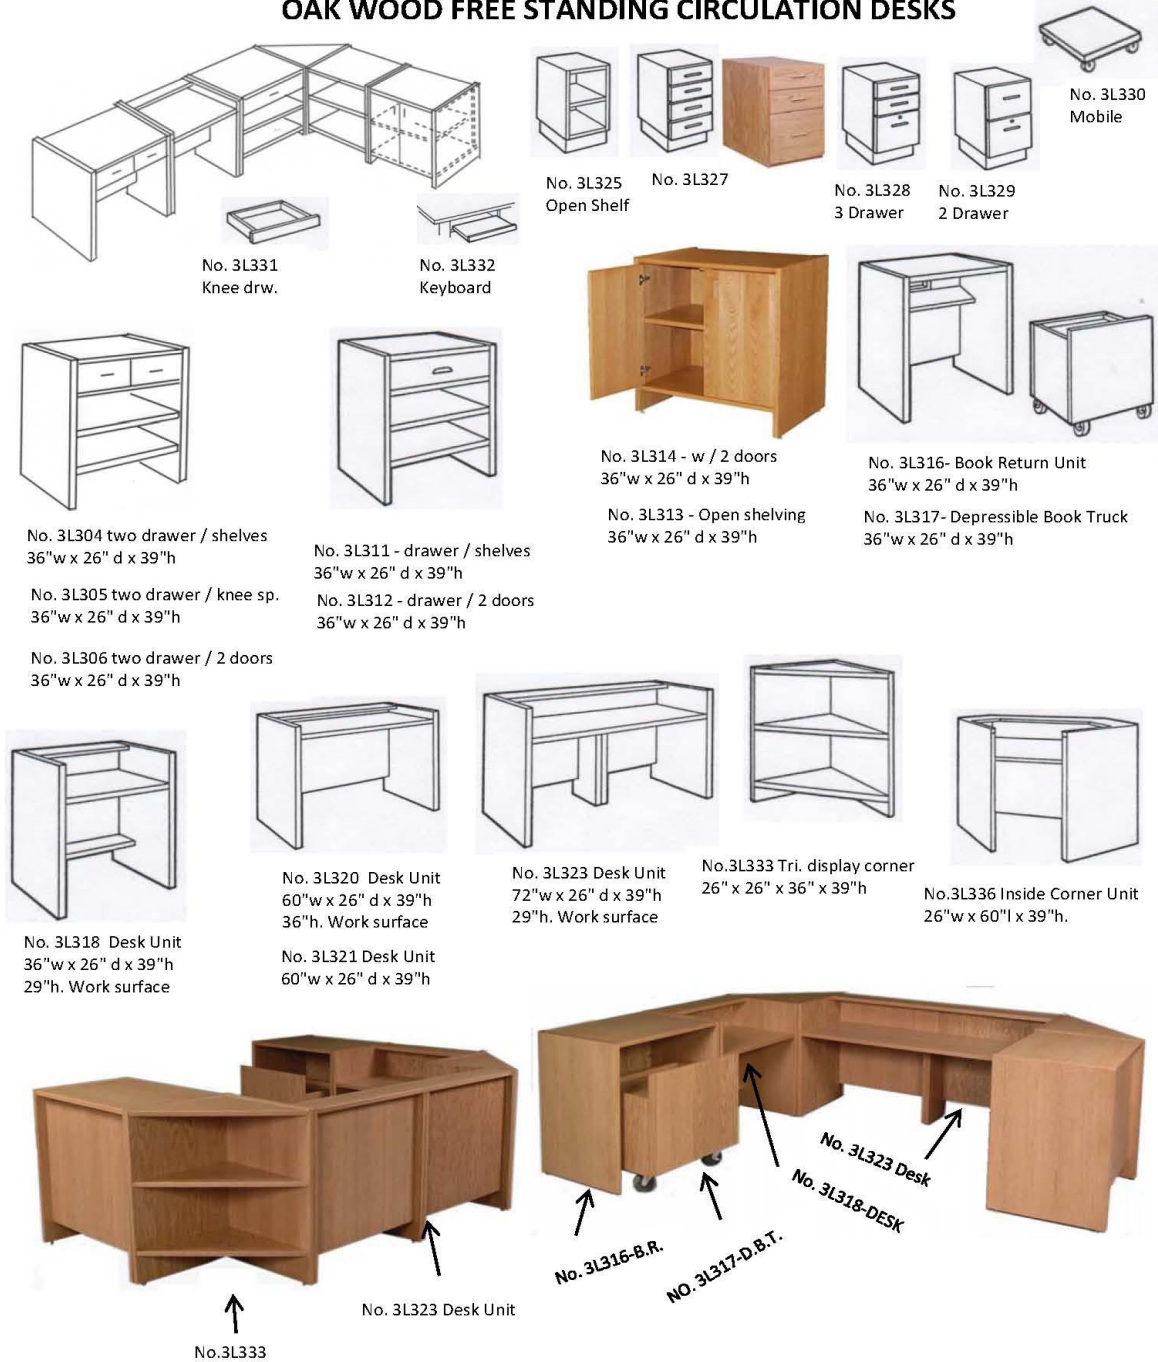 OAK WOOD FREE STANDING CIRCULATION DESKS
No. 3L330
Mobile
No. 3L325
Open Shelf
No. 3L327
No. 3L328
3 Drawer
No. 3L329
2 Drawer
No. 3L331
Knee drw.
No. 3L332
Keyboard
No. 3L314 - w / 2 doors
36"w x 26" d x 39"h
No. 3L313 - Open shelving
36"w x 26" d x 39"h
No. 3L316- Book Return Unit
36"w x 26" d x 39"h
No. 3L317- Depressible Book Truck
36"w x 26" d x 39"h
No. 3L304 two drawer / shelves
36"w x 26" d x 39"h
No. 3L305 two drawer / knee sp.
36"w x 26" d x 39"h
No. 3L306 two drawer / 2 doors
36"w x 26" d x 39"h
No. 3L311 - drawer / shelves
36"w x 26" d x 39"h
No. 3L312 - drawer / 2 doors
36"w x 26" d x 39"h
No. 3L318 Desk Unit
36"w x 26" d x 39"h
29"h. Work surface
No. 3L320 Desk Unit
60"w x 26" d x 39"h
36"h. Work surface
No. 3L321 Desk Unit
60"w x 26" d x 39"h
No. 3L323 Desk Unit
72"w x 26" d x 39"h
29"h. Work surface
No.3L333 Tri. display corner
26" x 26" x 36" x 39"h
No.3L336 Inside Corner Unit
26"w x 60"l x 39"h.
No. 3L323 Desk
No. 3L318-DESK
No. 3L316-B.R.
NO. 3L317-D.B.T.
No. 3L323 Desk Unit
No.3L333